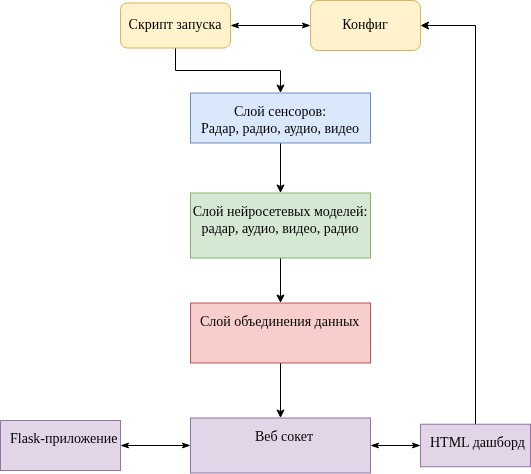 Скрипт запуска
Конфиг
Слой сенсоров:
Радар, радио, аудио, видео
Слой нейросетевых моделей:
радар, аудио, видео, радио
Слой объединения данных
Flask-приложение
Веб сокет
HTML дашборд